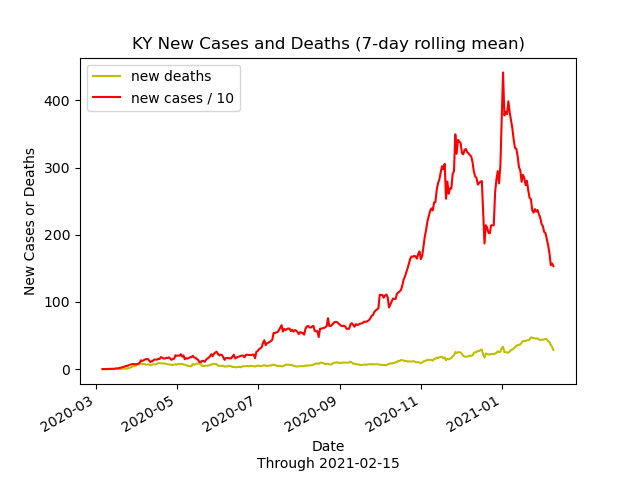 KY New Cases and Deaths (7-day rolling mean)
new deaths
new cases / 10
New Cases or Deaths
400
300
200
100
0
2020-03
2020-05
2020-07
2020-09
2020-11
2021-01
Date
Through 2021-02-15